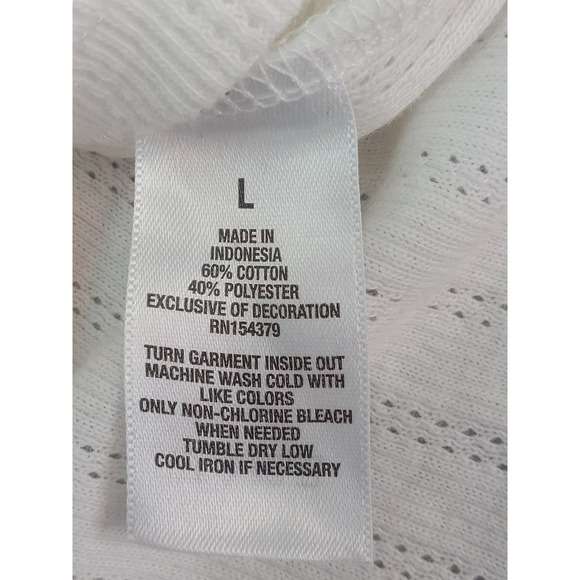 L
MADE IN
INDONESIA
60% COTTON
40% POLYESTER
EXCLUSIVE OF DECORATION
RN154379
TURN GARMENT INSIDE OUT
MACHINE WASH COLD WITH
LIKE COLORS
ONLY NON-CHLORINE BLEACH
WHEN NEEDED
TUMBLE DRY LOW
COOL IRON IF NECESSARY